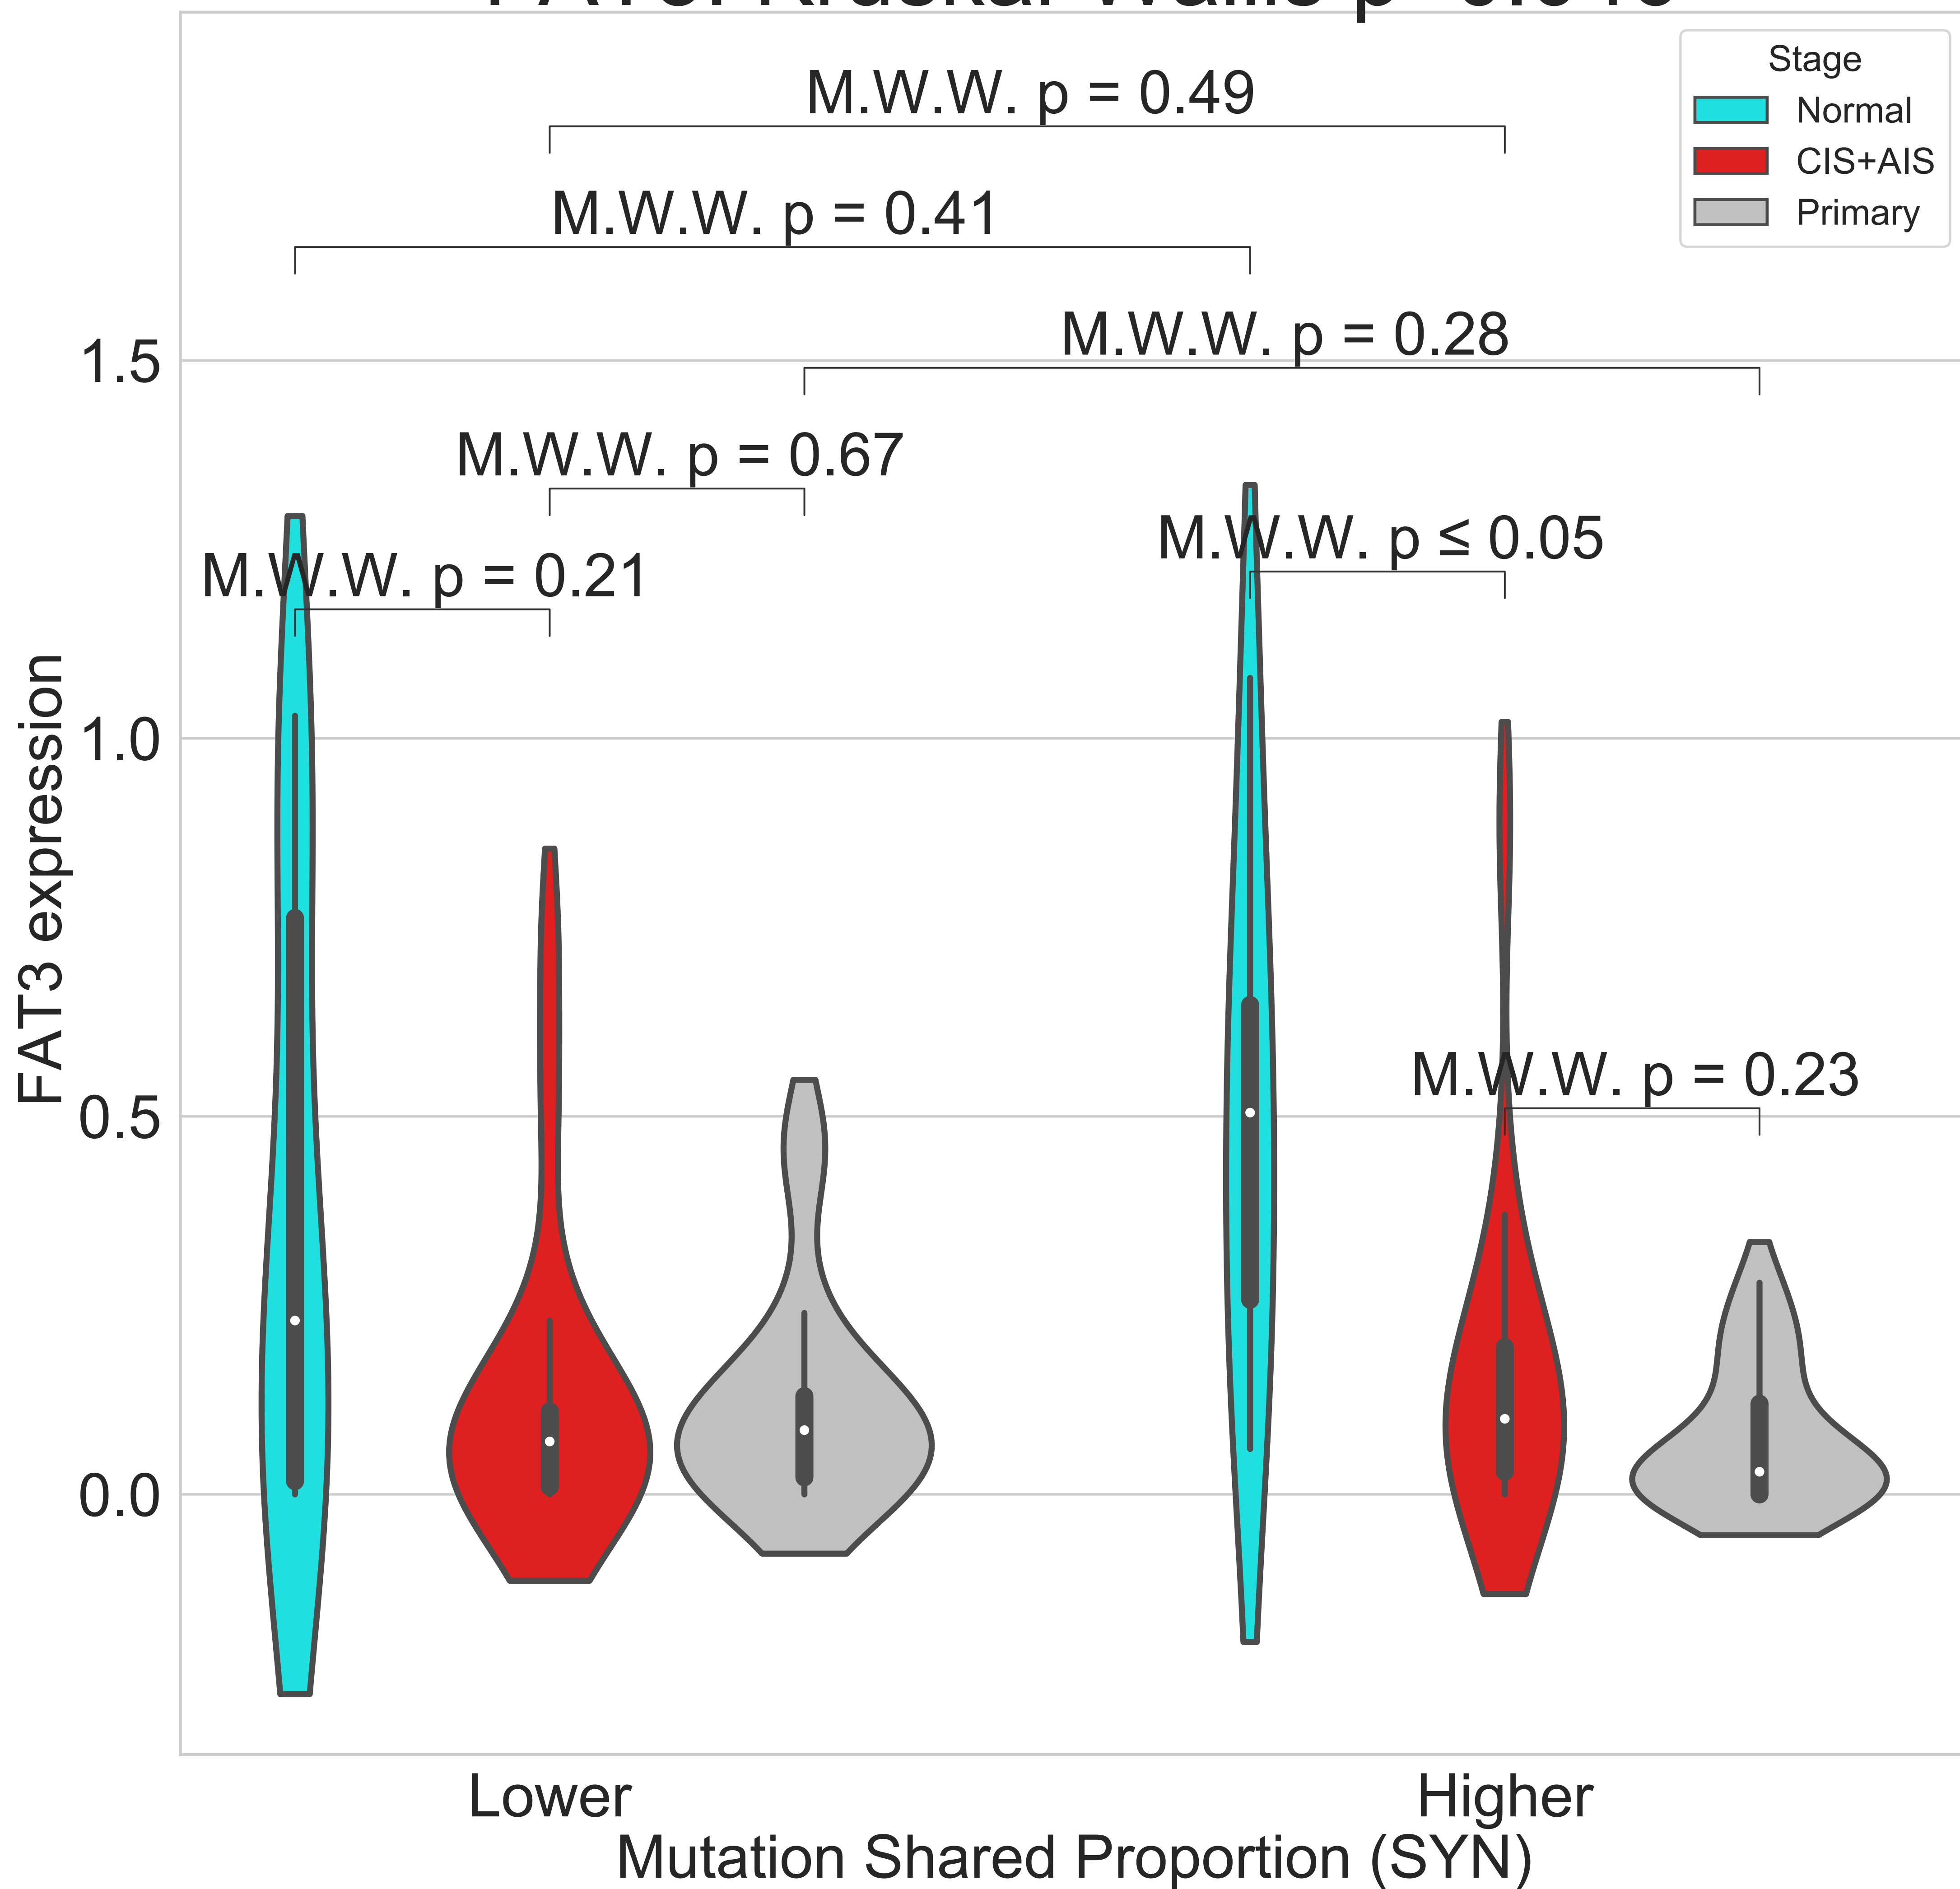 Stage
Normal
CIS+AIS
Primary
M.W.W. p = 0.49
M.W.W. p = 0.41
M.W.W. p = 0.28
M.W.W. p = 0.67
M.W.W. p ≤ 0.05
M.W.W. p = 0.21
M.W.W. p = 0.23
FAT3 expression
1.5
1.0
0.5
0.0
Lower
Higher
Mutation Shared Proportion (SYN)